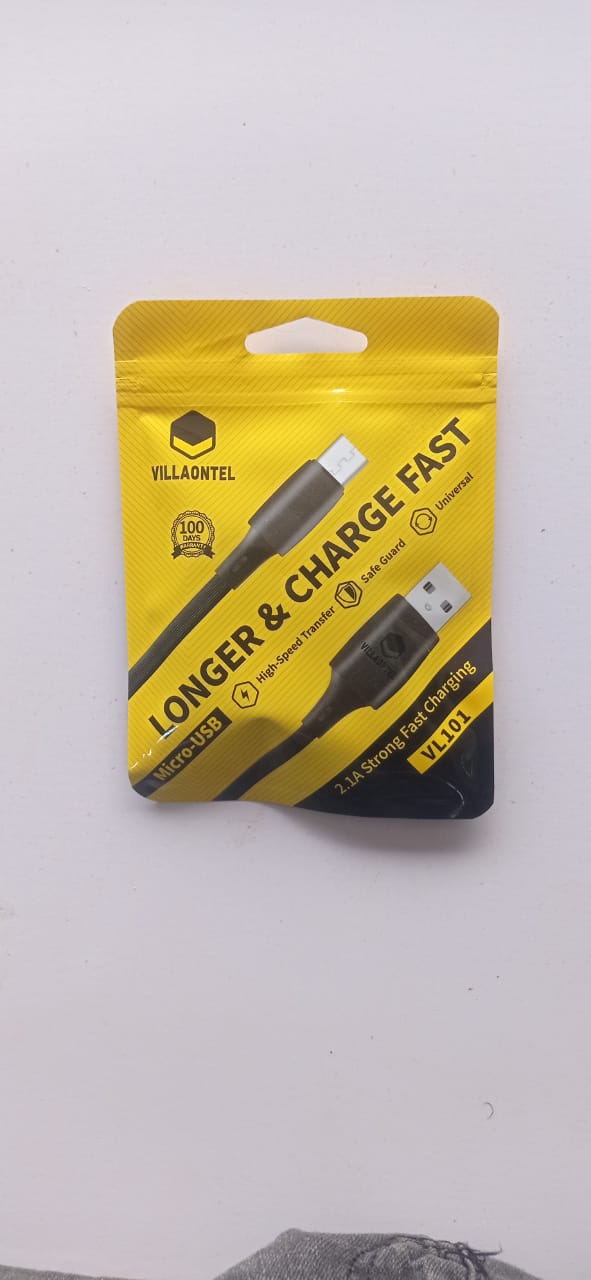 VILLAONTEL
100
DAYS
WARRANTY
LONGER & CHARGE FAST
High-Speed Transfer
Safe Guard
Universal
VILLAONTEL
Micro-USB
2.1A Strong Fast Charging
VL101